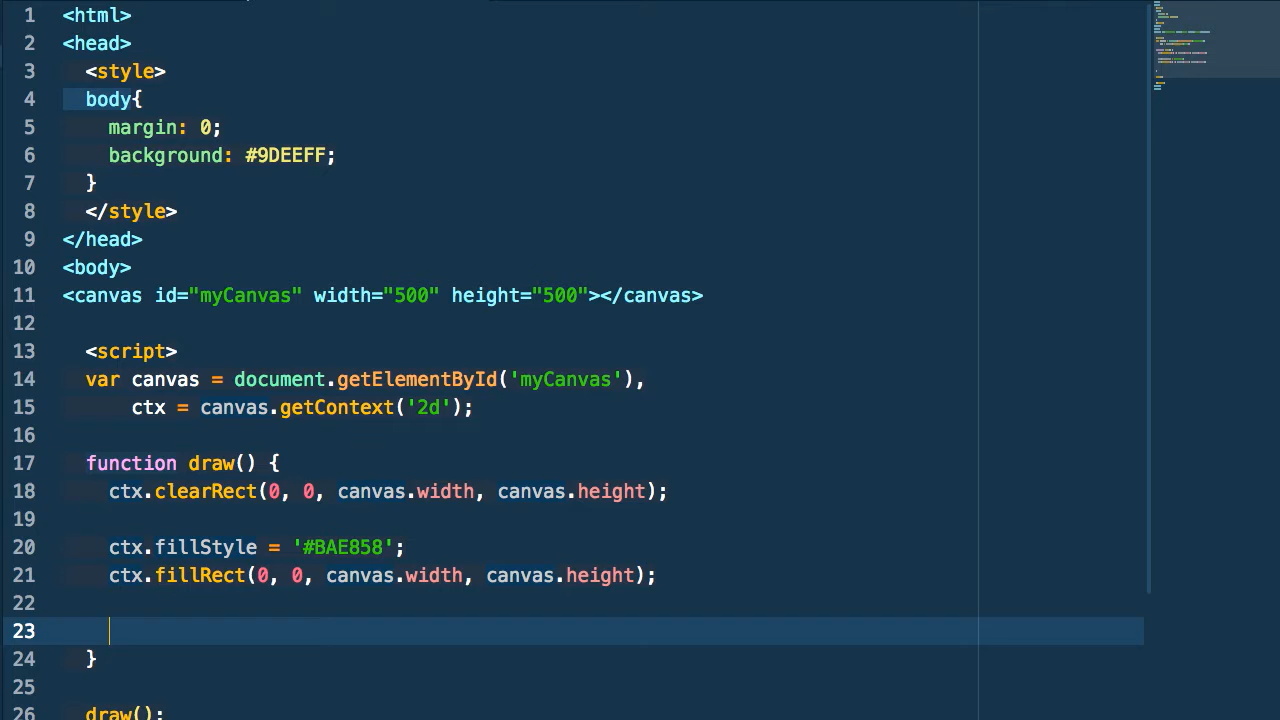 1 <html>
2 <head>
3 <style>
4 body{
5 margin: 0;
6 background: #9DEEFF;
7 }
8 </style>
9 </head>
10 <body>
11 <canvas id="myCanvas" width="500" height="500"></canvas>
12
13 <script>
14 var canvas = document.getElementById('myCanvas'),
15 ctx = canvas.getContext('2d');
16
17 function draw() {
18 ctx.clearRect(0, 0, canvas.width, canvas.height);
19
20 ctx.fillStyle = '#BAE858';
21 ctx.fillRect(0, 0, canvas.width, canvas.height);
22
23
24 }
25
26 draw();